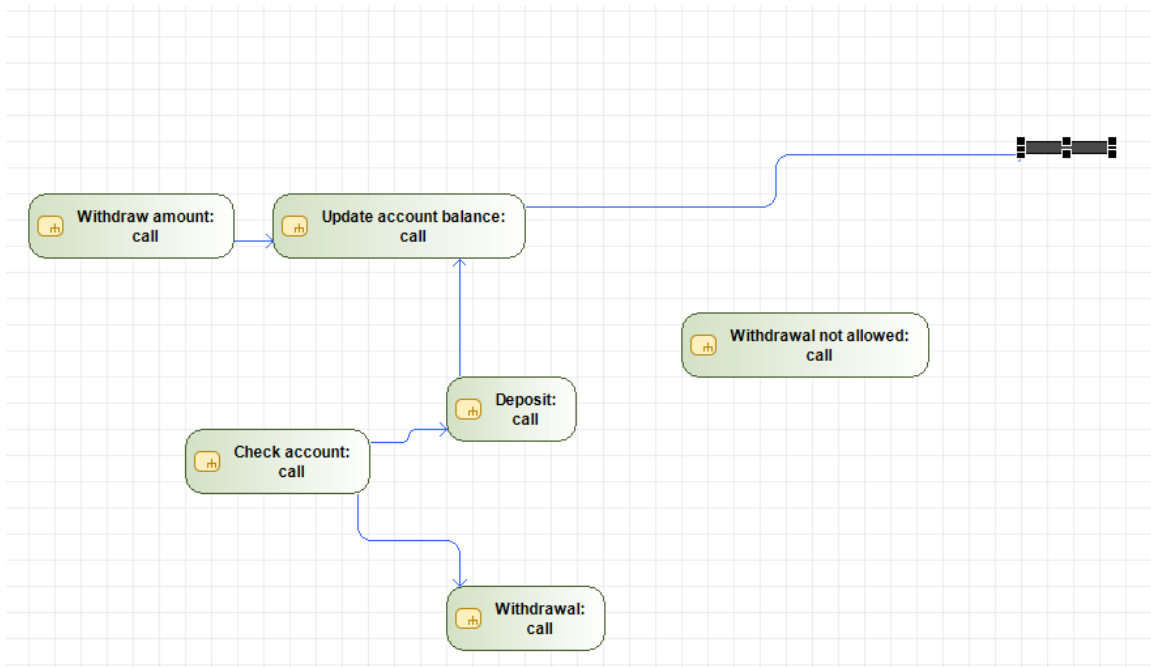 Withdraw amount:
call
Update account balance:
call
Withdrawal not allowed:
call
Deposit:
call
Check account:
call
Withdrawal:
call